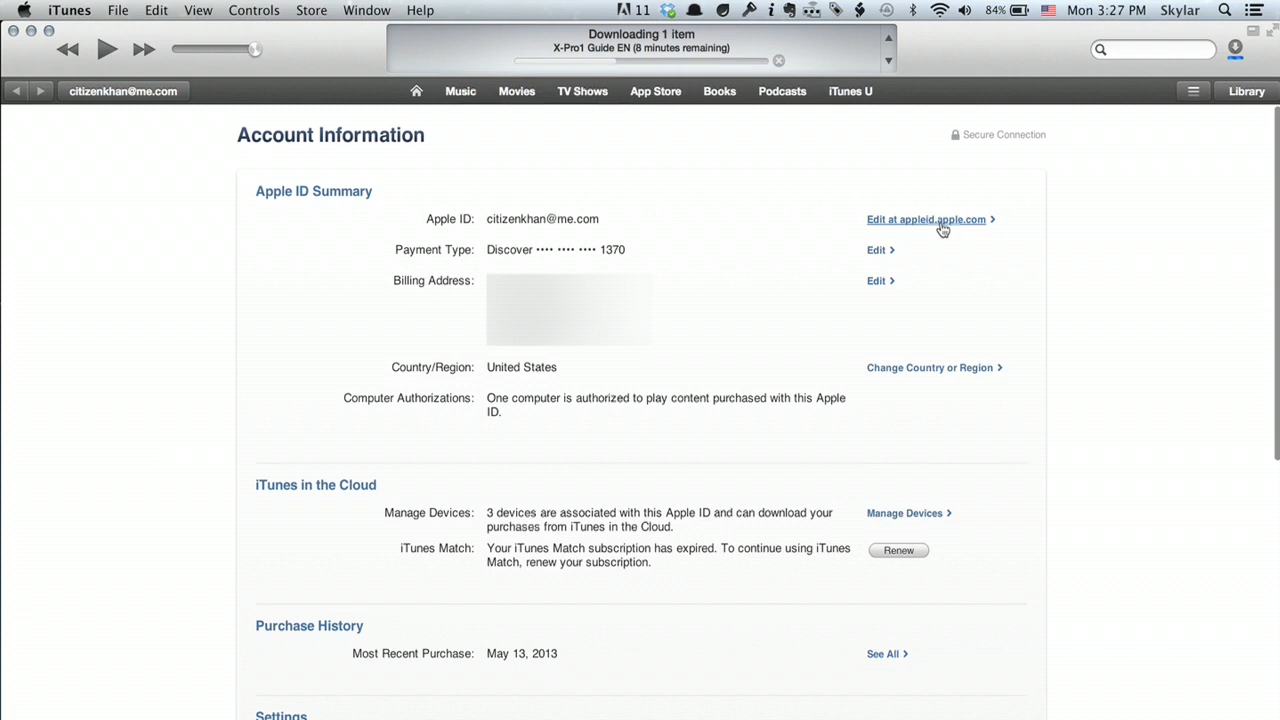 iTunes File Edit View Controls Store Window Help 11 84% Mon 3:27 PM Skylar
Downloading 1 item
X-Pro1 Guide EN (8 minutes remaining)
citizenkhan@me.com Music Movies TV Shows App Store Books Podcasts iTunes U Library
Account Information Secure Connection
Apple ID Summary
Apple ID: citizenkhan@me.com Edit at appleid.apple.com >
Payment Type: Discover •••• •••• •••• 1370 Edit >
Billing Address: Edit >
Country/Region: United States Change Country or Region >
Computer Authorizations: One computer is authorized to play content purchased with this Apple
ID.
iTunes in the Cloud
Manage Devices: 3 devices are associated with this Apple ID and can download your Manage Devices >
purchases from iTunes in the Cloud.
iTunes Match: Your iTunes Match subscription has expired. To continue using iTunes Renew
Match, renew your subscription.
Purchase History
Most Recent Purchase: May 13, 2013 See All >
Settings